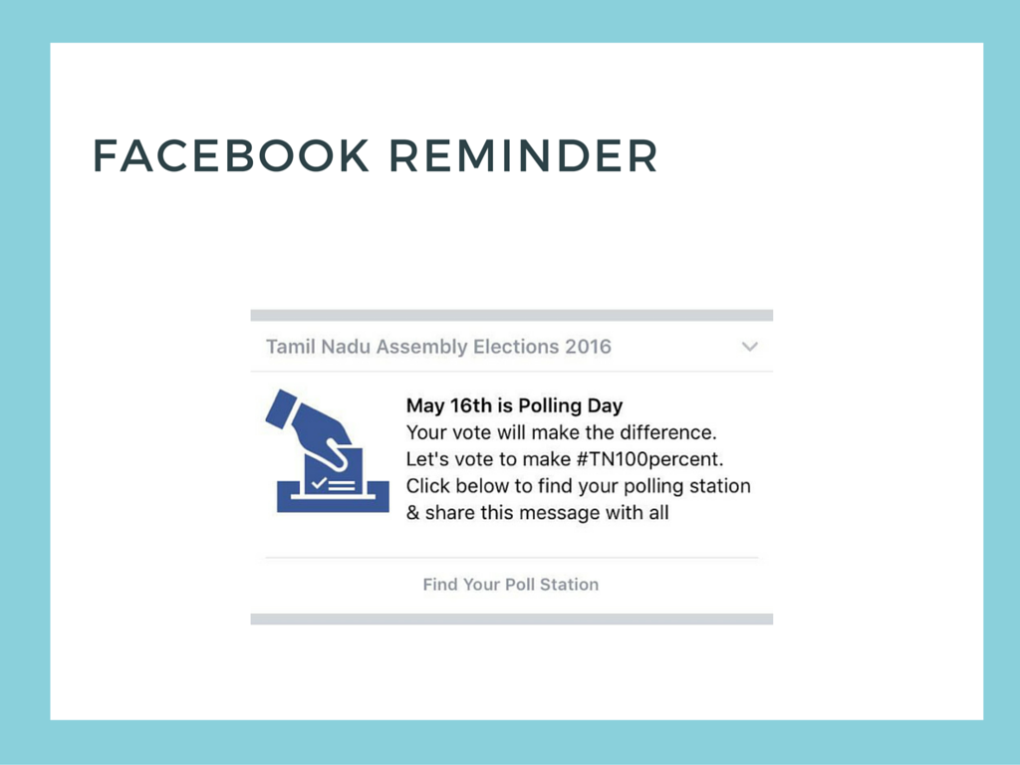 FACEBOOK REMINDER
Tamil Nadu Assembly Elections 2016
May 16th is Polling Day
Your vote will make the difference.
Let's vote to make #TN100percent.
Click below to find your polling station
& share this message with all
Find Your Poll Station